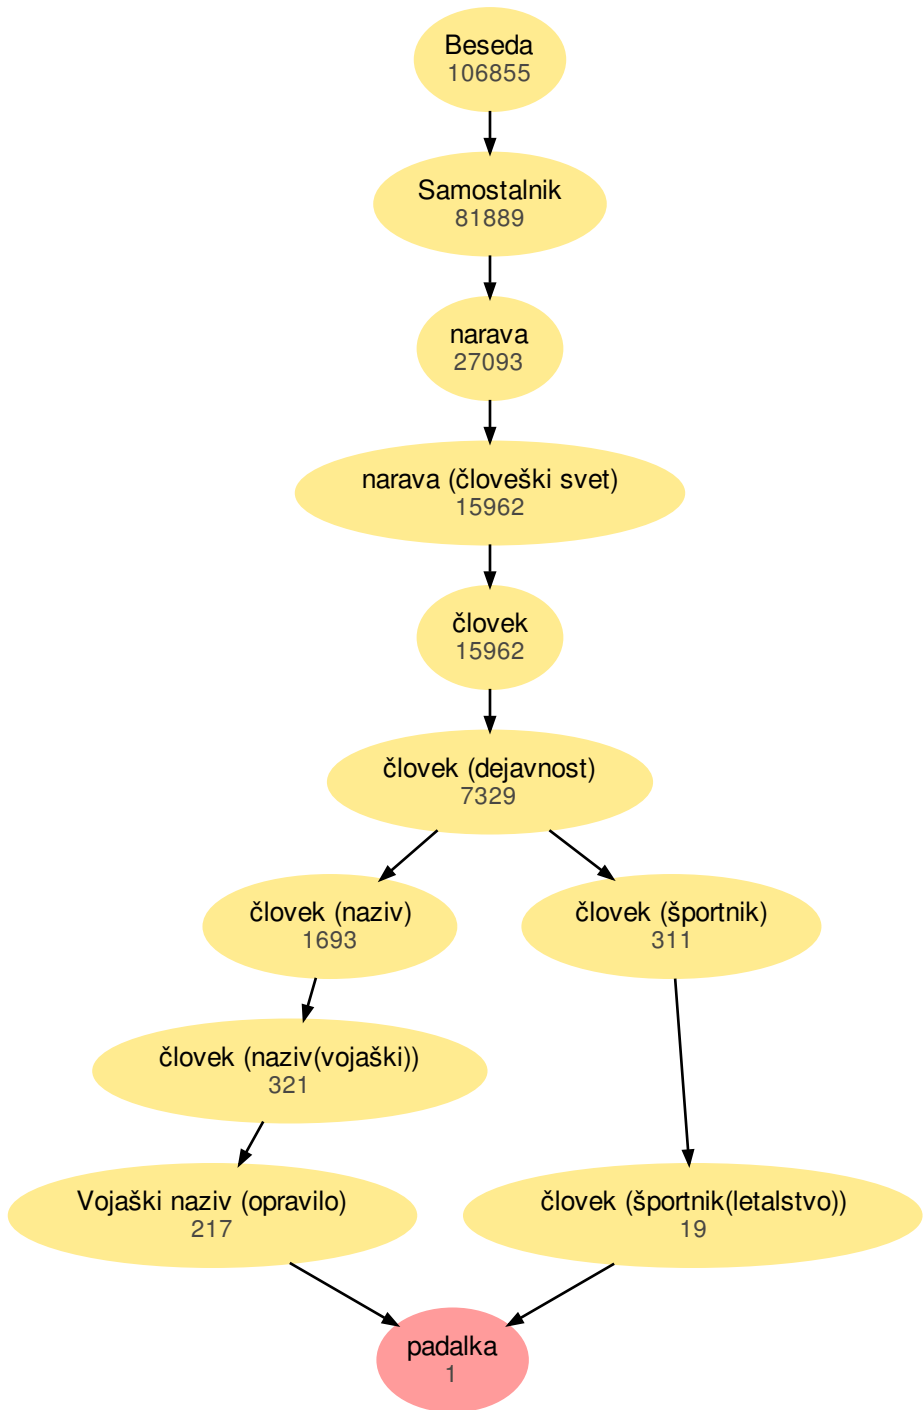 Beseda
106855
Samostalnik
81889
narava
27093
narava (človeški svet)
15962
človek
15962
človek (dejavnost)
7329
človek (naziv)
1693
človek (športnik)
311
človek (naziv(vojaški))
321
Vojaški naziv (opravilo)
217
človek (športnik(letalstvo))
19
padalka
1